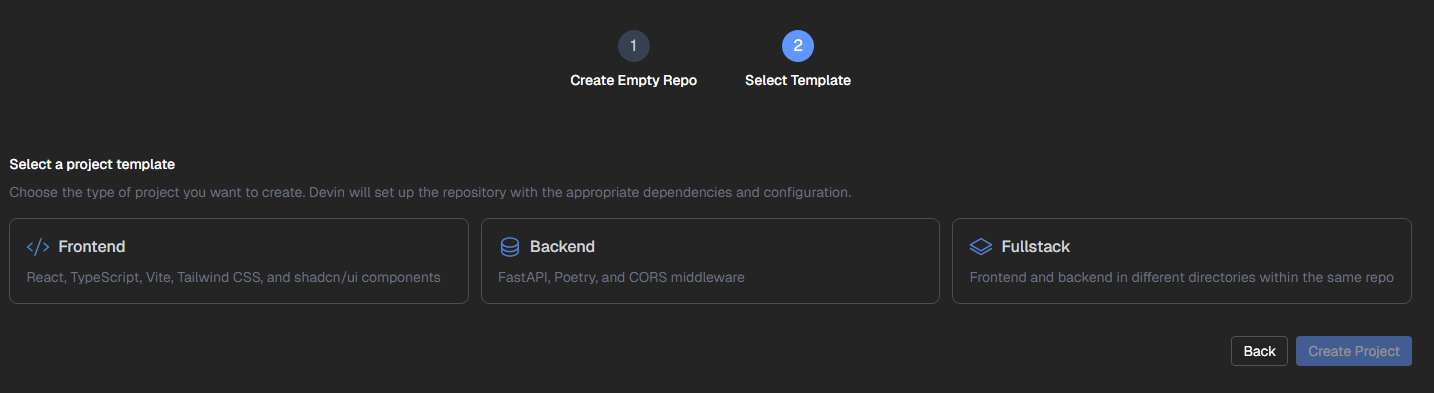 1 2
Create Empty Repo Select Template
Select a project template
Choose the type of project you want to create. Devin will set up the repository with the appropriate dependencies and configuration.
Frontend
React, TypeScript, Vite, Tailwind CSS, and shadcn/ui components
Backend
FastAPI, Poetry, and CORS middleware
Fullstack
Frontend and backend in different directories within the same repo
Back Create Project